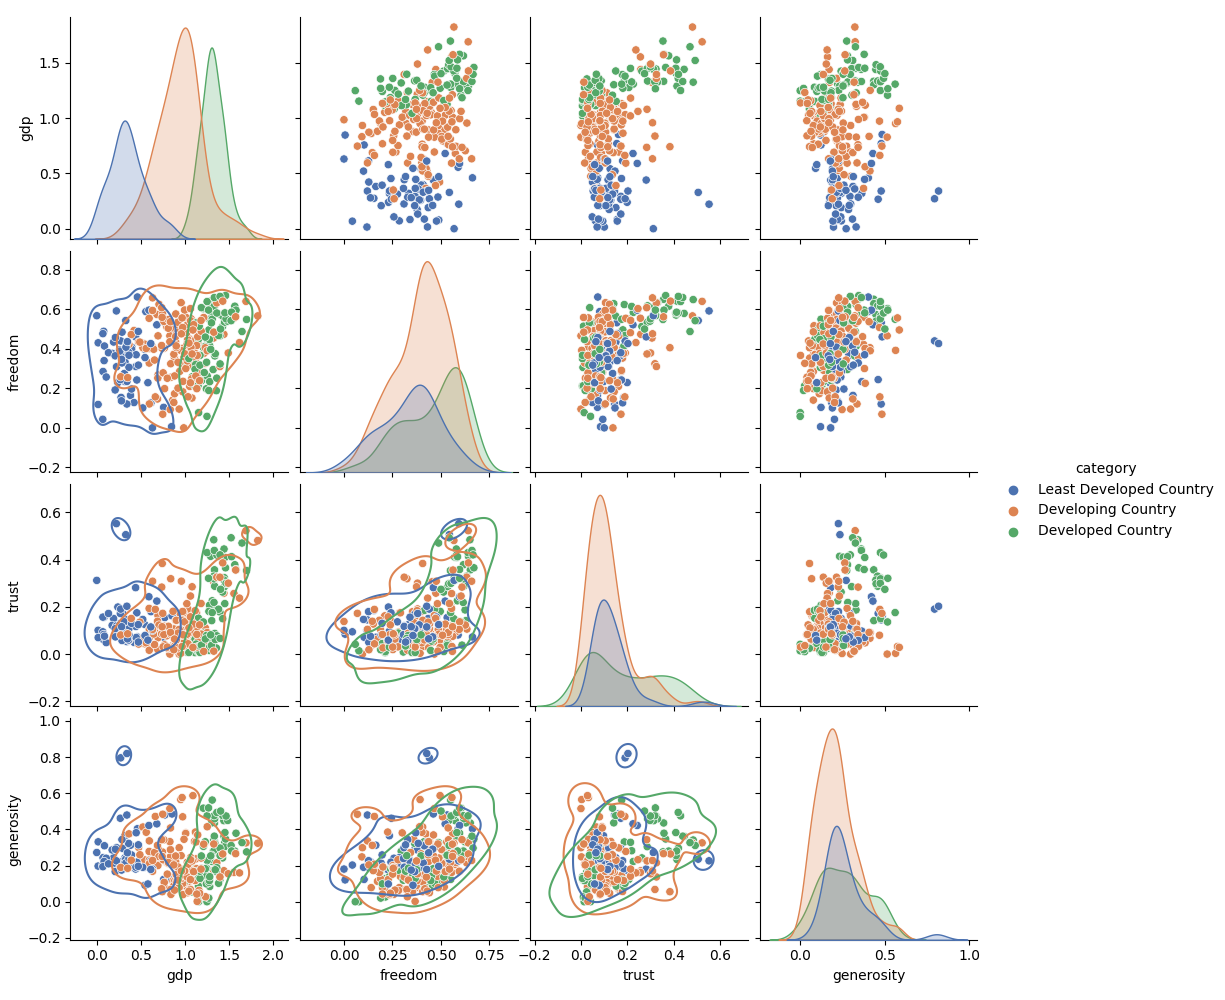 1.5
1.0
0.5
0.0
gdp
0.8
0.6
0.4
0.2
0.0
−0.2
freedom
category
Least Developed Country
Developing Country
Developed Country
0.6
0.4
0.2
0.0
−0.2
trust
1.0
0.8
0.6
0.4
0.2
0.0
−0.2
generosity
0.0 0.5 1.0 1.5 2.0
gdp
0.00 0.25 0.50 0.75
freedom
−0.2 0.0 0.2 0.4 0.6
trust
0.0 0.5 1.0
generosity